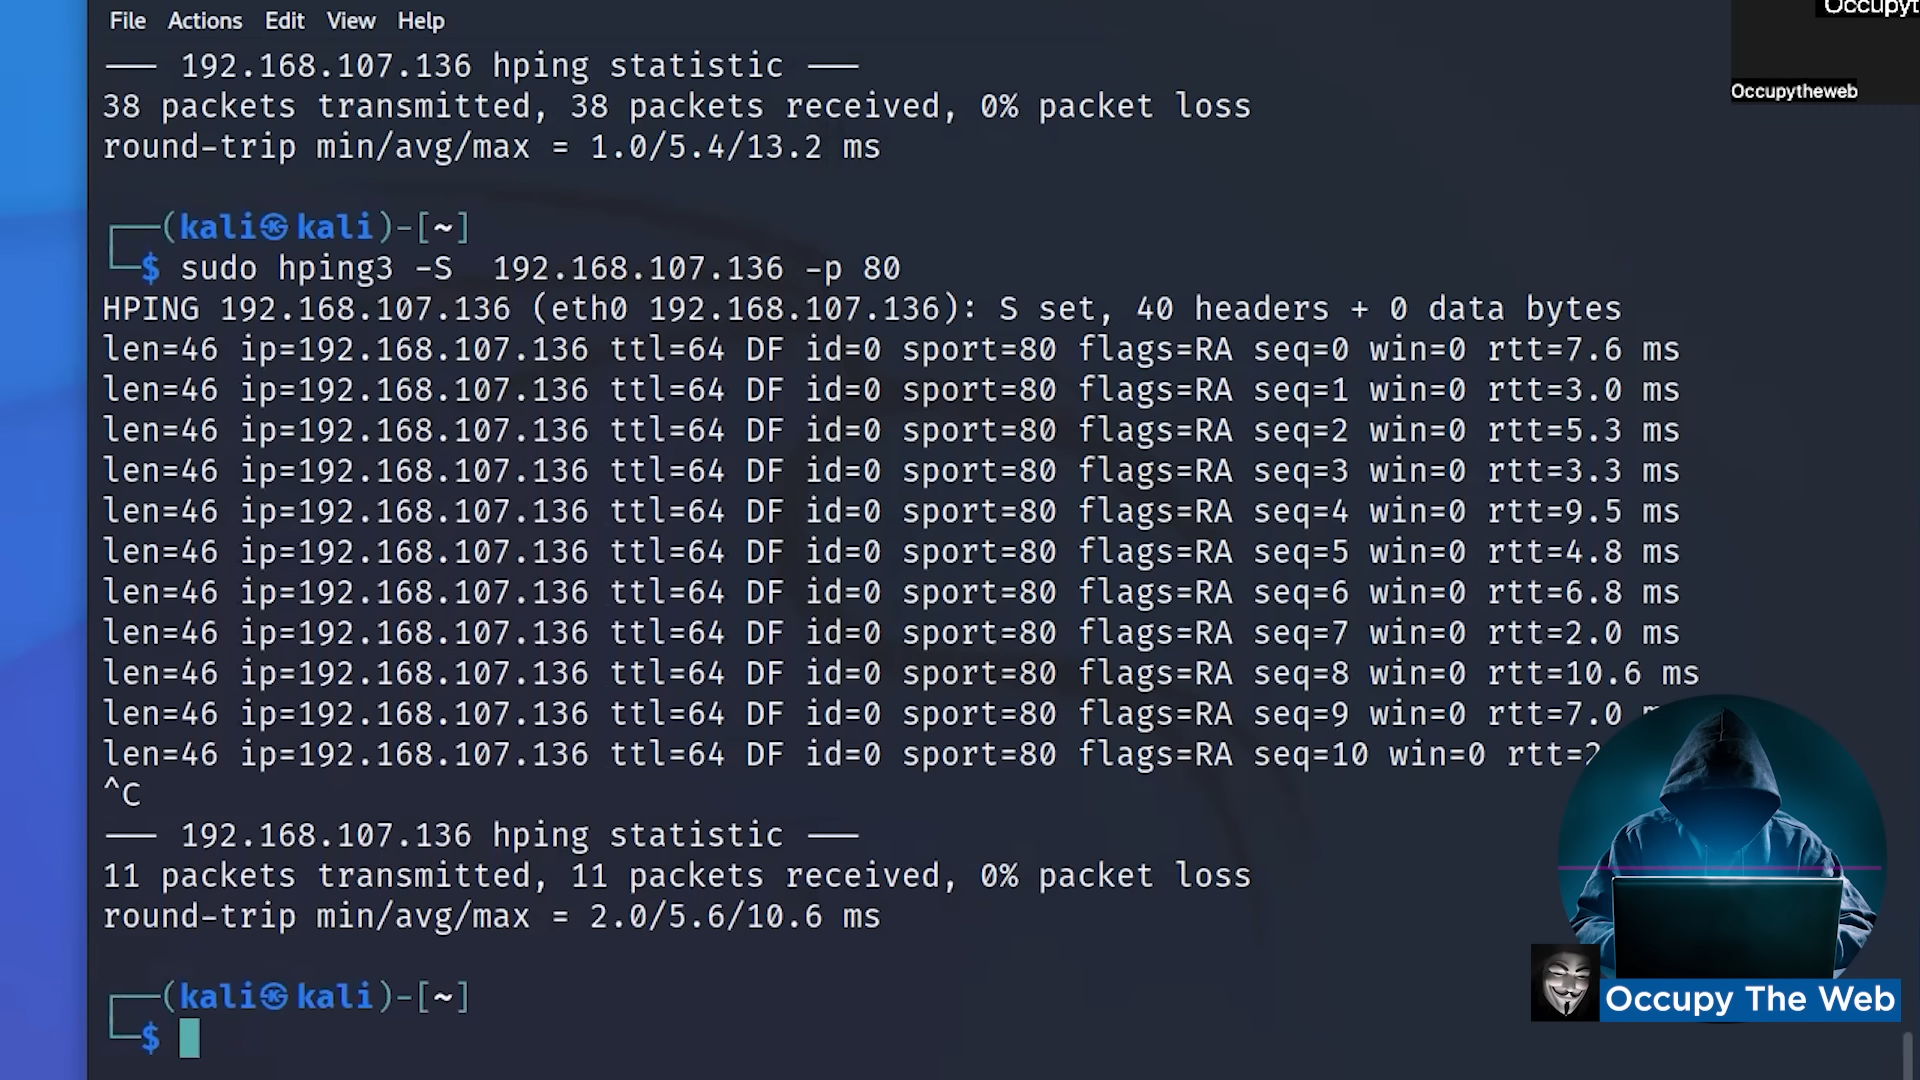 File Actions Edit View Help
Occupyt
Occupytheweb
—— 192.168.107.136 hping statistic ——
38 packets transmitted, 38 packets received, 0% packet loss
round-trip min/avg/max = 1.0/5.4/13.2 ms
┌──(kali㉿kali)-[~]
└─$ sudo hping3 -S  192.168.107.136 -p 80
HPING 192.168.107.136 (eth0 192.168.107.136): S set, 40 headers + 0 data bytes
len=46 ip=192.168.107.136 ttl=64 DF id=0 sport=80 flags=RA seq=0 win=0 rtt=7.6 ms
len=46 ip=192.168.107.136 ttl=64 DF id=0 sport=80 flags=RA seq=1 win=0 rtt=3.0 ms
len=46 ip=192.168.107.136 ttl=64 DF id=0 sport=80 flags=RA seq=2 win=0 rtt=5.3 ms
len=46 ip=192.168.107.136 ttl=64 DF id=0 sport=80 flags=RA seq=3 win=0 rtt=3.3 ms
len=46 ip=192.168.107.136 ttl=64 DF id=0 sport=80 flags=RA seq=4 win=0 rtt=9.5 ms
len=46 ip=192.168.107.136 ttl=64 DF id=0 sport=80 flags=RA seq=5 win=0 rtt=4.8 ms
len=46 ip=192.168.107.136 ttl=64 DF id=0 sport=80 flags=RA seq=6 win=0 rtt=6.8 ms
len=46 ip=192.168.107.136 ttl=64 DF id=0 sport=80 flags=RA seq=7 win=0 rtt=2.0 ms
len=46 ip=192.168.107.136 ttl=64 DF id=0 sport=80 flags=RA seq=8 win=0 rtt=10.6 ms
len=46 ip=192.168.107.136 ttl=64 DF id=0 sport=80 flags=RA seq=9 win=0 rtt=7.0
len=46 ip=192.168.107.136 ttl=64 DF id=0 sport=80 flags=RA seq=10 win=0 rtt=2
^C
—— 192.168.107.136 hping statistic ——
11 packets transmitted, 11 packets received, 0% packet loss
round-trip min/avg/max = 2.0/5.6/10.6 ms
┌──(kali㉿kali)-[~]
└─$
Occupy The Web